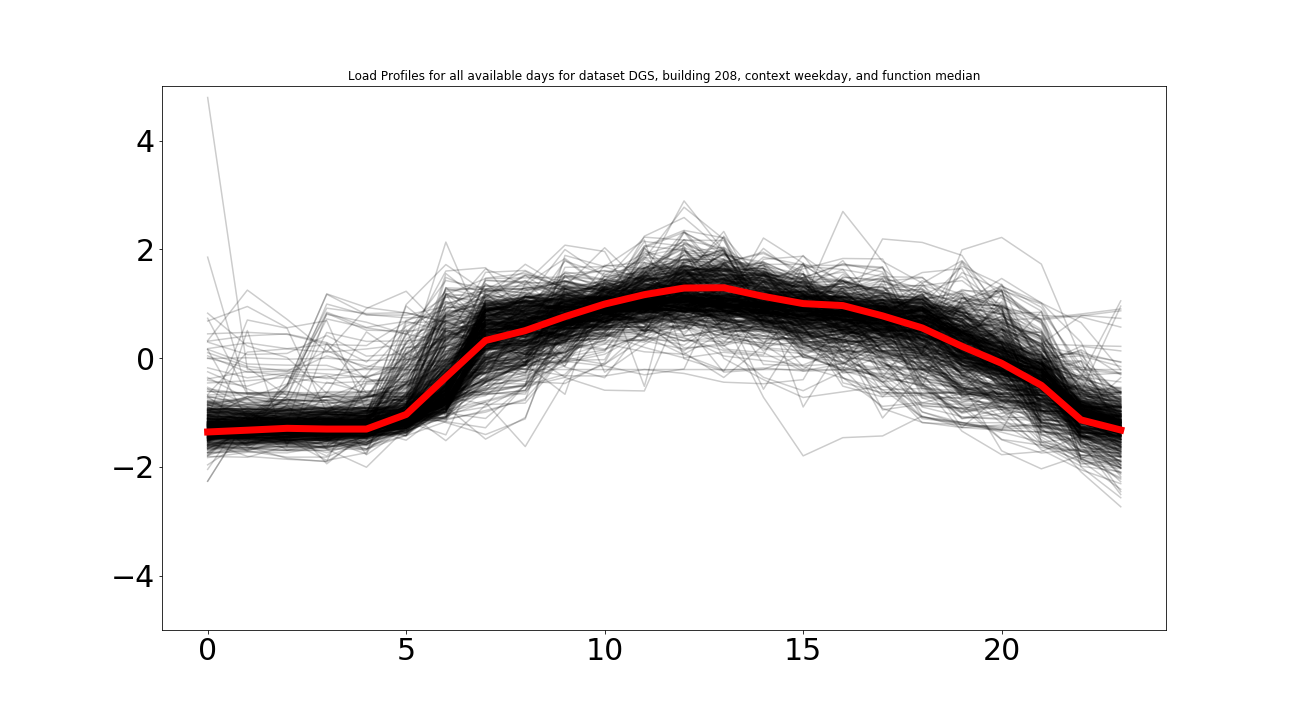 Load Profiles for all available days for dataset DGS, building 208, context weekday, and function median
4
2
0
−2
−4
0 5 10 15 20